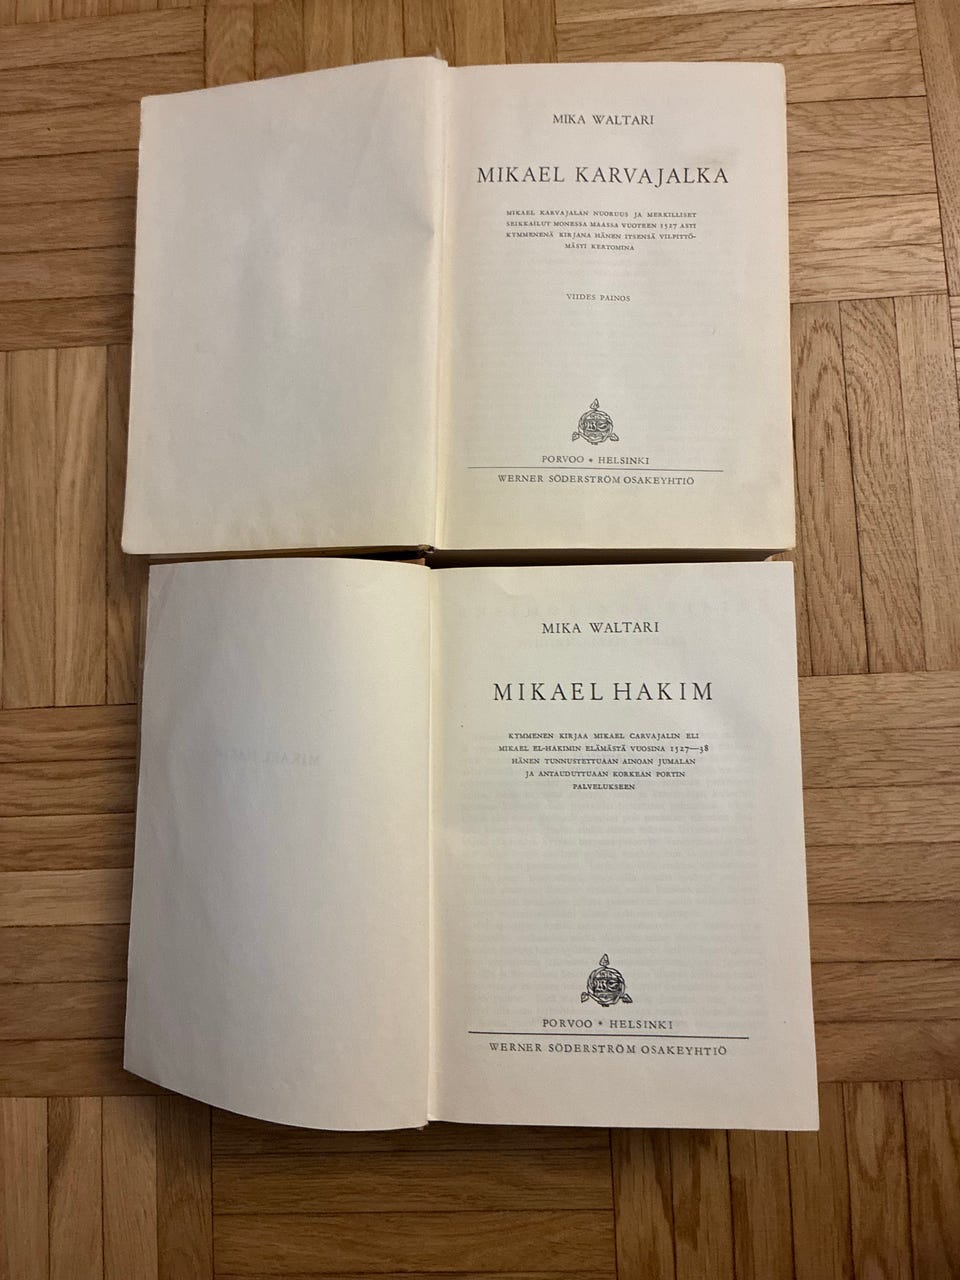 MIKA WALTARI
MIKAEL KARVAJALKA
MIKAEL KARVAJALAN NUORUUS JA MERKILLISET
SEIKKAILUT MONESSA MAASSA VUOTEEN 1527 ASTI
KYMMENENÄ KIRJANA HÄNEN ITSENSÄ VILPITTÖ-
MÄSTI KERTOMINA
VIIDES PAINOS
WS
PORVOO • HELSINKI
WERNER SÖDERSTRÖM OSAKEYHTIÖ
MIKA WALTARI
MIKAEL HAKIM
KYMMENEN KIRJAA MIKAEL CARVAJALIN ELI
MIKAEL EL-HAKIMIN ELÄMÄSTÄ VUOSINA 1527—38
HÄNEN TUNNUSTETTUAAN AINOAN JUMALAN
JA ANTAUDUTTUAAN KORKEAN PORTIN
PALVELUKSEEN
WS
PORVOO • HELSINKI
WERNER SÖDERSTRÖM OSAKEYHTIÖ